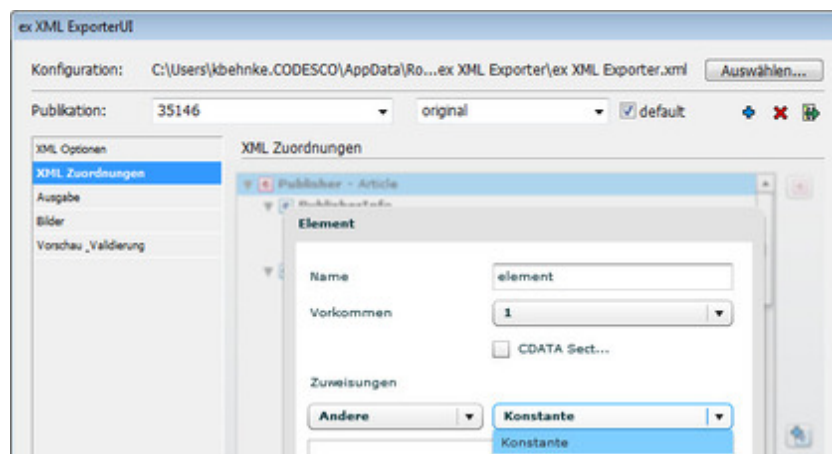 ex XML ExporterUI
Konfiguration: C:\Users\kbehnke.CODESCO\AppData\Ro...ex XML Exporter\ex XML Exporter.xml Auswählen...
Publikation: 35146 original default
XML Optionen XML Zuordnungen
XML Zuordnungen
Publisher - Article
Ausgabe
PublisherInfo
Bilder
Element
Vorschau _Validierung
Name element
Vorkommen 1
CDATA Sect...
Zuweisungen
Andere Konstante
Konstante